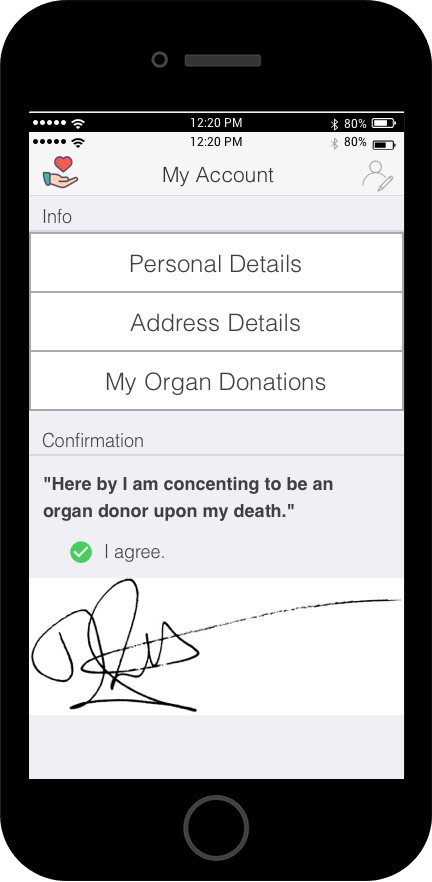 12:20 PM 80%
12:20 PM 80%
My Account
Info
Personal Details
Address Details
My Organ Donations
Confirmation
"Here by I am concenting to be an
organ donor upon my death."
I agree.